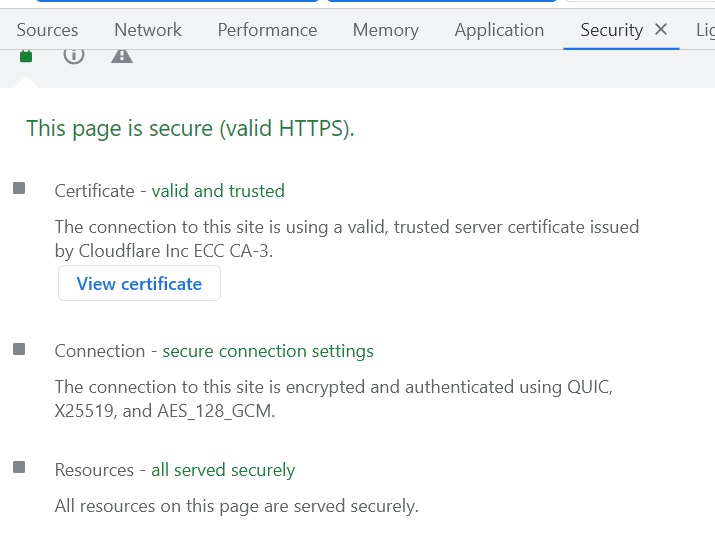 Sources Network Performance Memory Application Security
This page is secure (valid HTTPS).
Certificate - valid and trusted
The connection to this site is using a valid, trusted server certificate issued
by Cloudflare Inc ECC CA-3.
View certificate
Connection - secure connection settings
The connection to this site is encrypted and authenticated using QUIC,
X25519, and AES_128_GCM.
Resources - all served securely
All resources on this page are served securely.